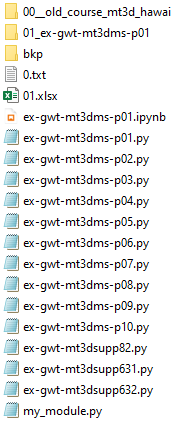 00__old_course_mt3d_hawai
01_ex-gwt-mt3dms-p01
bkp
0.txt
01.xlsx
ex-gwt-mt3dms-p01.ipynb
ex-gwt-mt3dms-p01.py
ex-gwt-mt3dms-p02.py
ex-gwt-mt3dms-p03.py
ex-gwt-mt3dms-p04.py
ex-gwt-mt3dms-p05.py
ex-gwt-mt3dms-p06.py
ex-gwt-mt3dms-p07.py
ex-gwt-mt3dms-p08.py
ex-gwt-mt3dms-p09.py
ex-gwt-mt3dms-p10.py
ex-gwt-mt3dsupp82.py
ex-gwt-mt3dsupp631.py
ex-gwt-mt3dsupp632.py
my_module.py